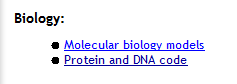 Biology:
Molecular biology models
Protein and DNA code